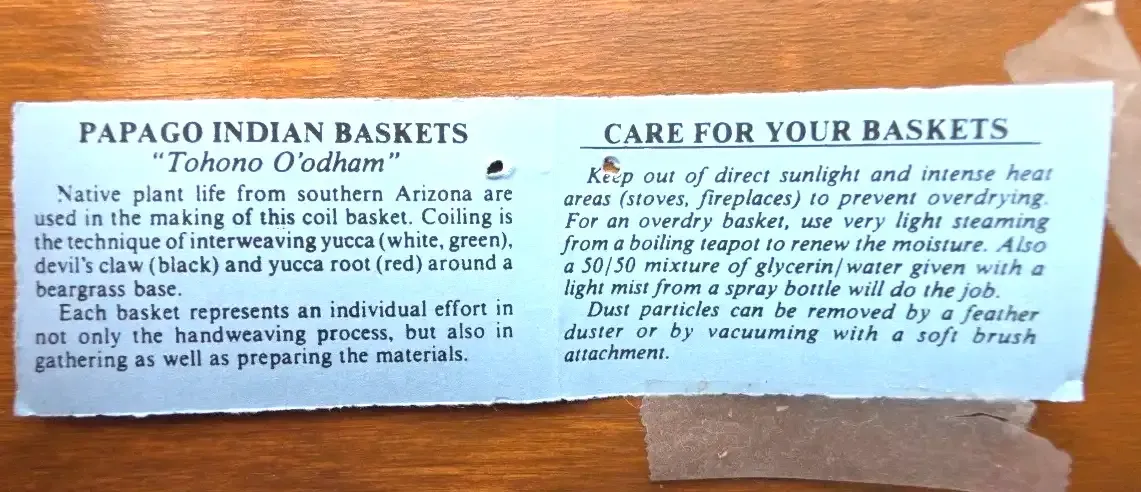 PAPAGO INDIAN BASKETS
"Tohono O'odham"
Native plant life from southern Arizona are
used in the making of this coil basket. Coiling is
the technique of interweaving yucca (white, green),
devil's claw (black) and yucca root (red) around a
beargrass base.
Each basket represents an individual effort in
not only the handweaving process, but also in
gathering as well as preparing the materials.
CARE FOR YOUR BASKETS
Keep out of direct sunlight and intense heat
areas (stoves, fireplaces) to prevent overdrying.
For an overdry basket, use very light steaming
from a boiling teapot to renew the moisture. Also
a 50/50 mixture of glycerin/water given with a
light mist from a spray bottle will do the job.
Dust particles can be removed by a feather
duster or by vacuuming with a soft brush
attachment.